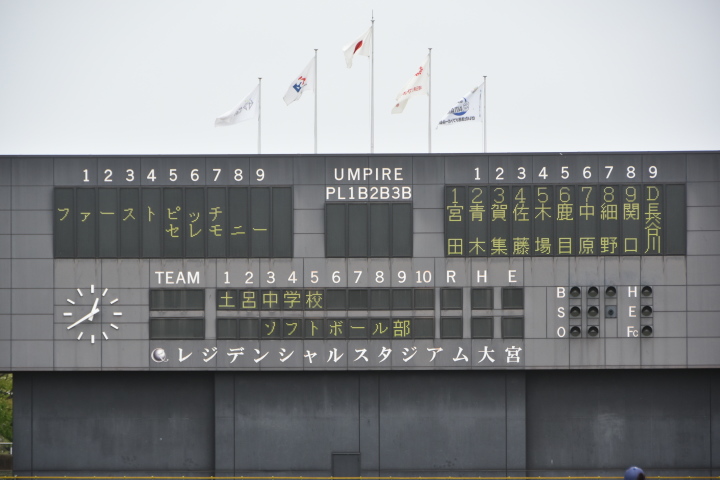 1 2 3 4 5 6 7 8 9
ファーストピッチ
セレモニー
UMPIRE
PL1B2B3B
1 2 3 4 5 6 7 8 9
1 2 3 4 5 6 7 8 9 D
宮田
青木
賀集
佐藤
木場
鹿目
中原
細野
関口
長谷川
TEAM 1 2 3 4 5 6 7 8 9 10 R H E
土呂中学校
ソフトボール部
B H
S E
O Fc
レジデンシャルスタジアム大宮